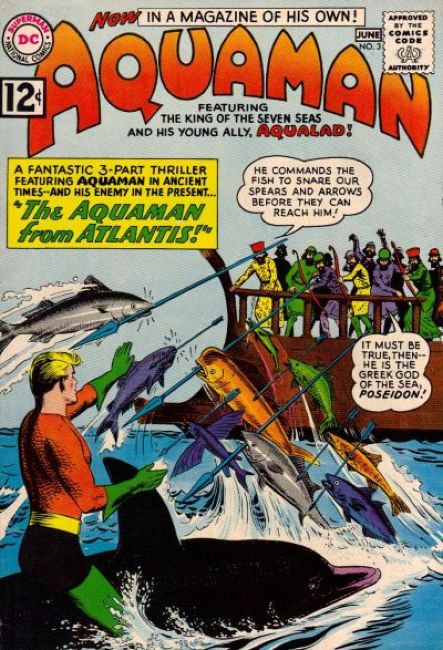 NOW IN A MAGAZINE OF HIS OWN!
SUPERMAN
DC
NATIONAL COMICS
APPROVED
BY THE
COMICS
CODE
CA
AUTHORITY
JUNE
NO. 3
AQUAMAN
12¢
FEATURING
THE KING OF THE SEVEN SEAS
AND HIS YOUNG ALLY, AQUALAD!
A FANTASTIC 3-PART THRILLER
FEATURING AQUAMAN IN ANCIENT
TIMES--AND HIS ENEMY IN THE PRESENT...
"The AQUAMAN
from ATLANTIS!"
HE COMMANDS THE
FISH TO SNARE OUR
SPEARS AND ARROWS
BEFORE THEY CAN
REACH HIM!
IT MUST BE
TRUE, THEN--
HE IS THE
GREEK GOD
OF THE SEA,
POSEIDON!